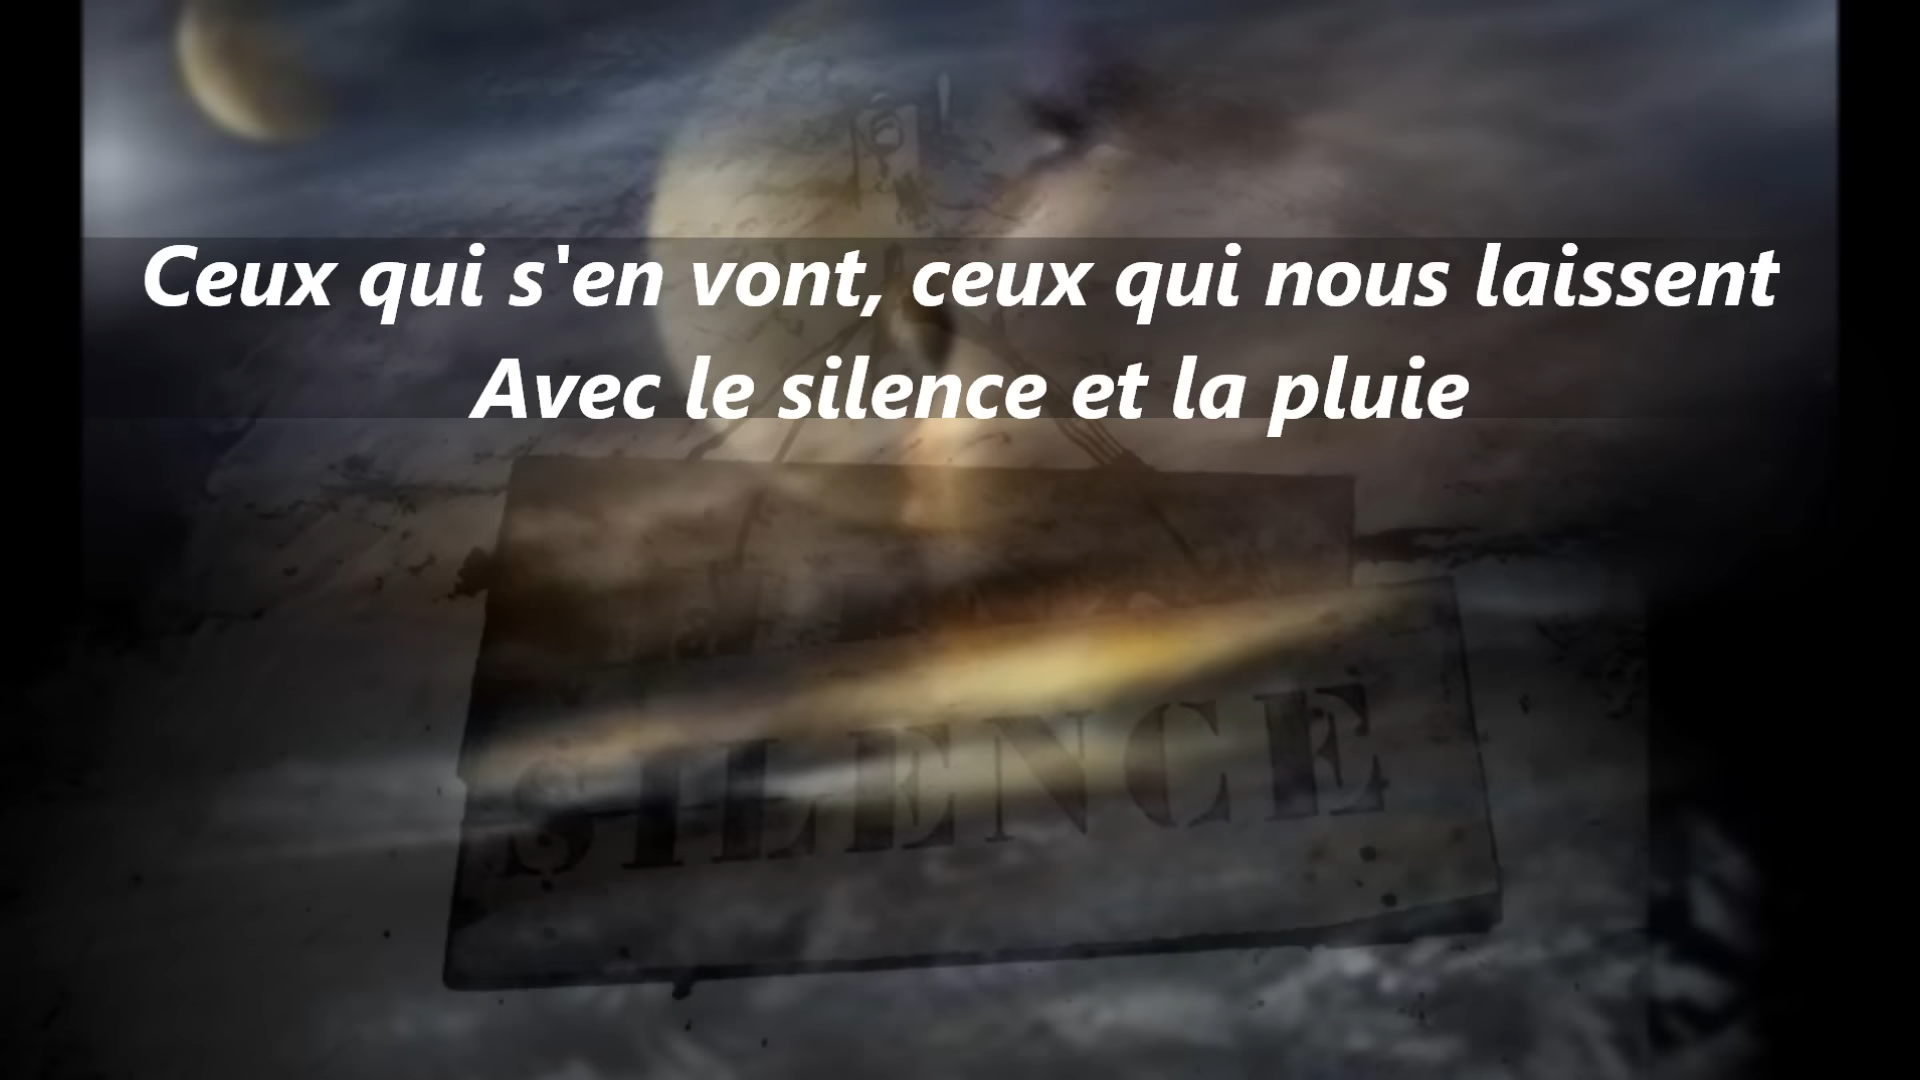 Ceux qui s'en vont, ceux qui nous laissent
Avec le silence et la pluie
SILENCE